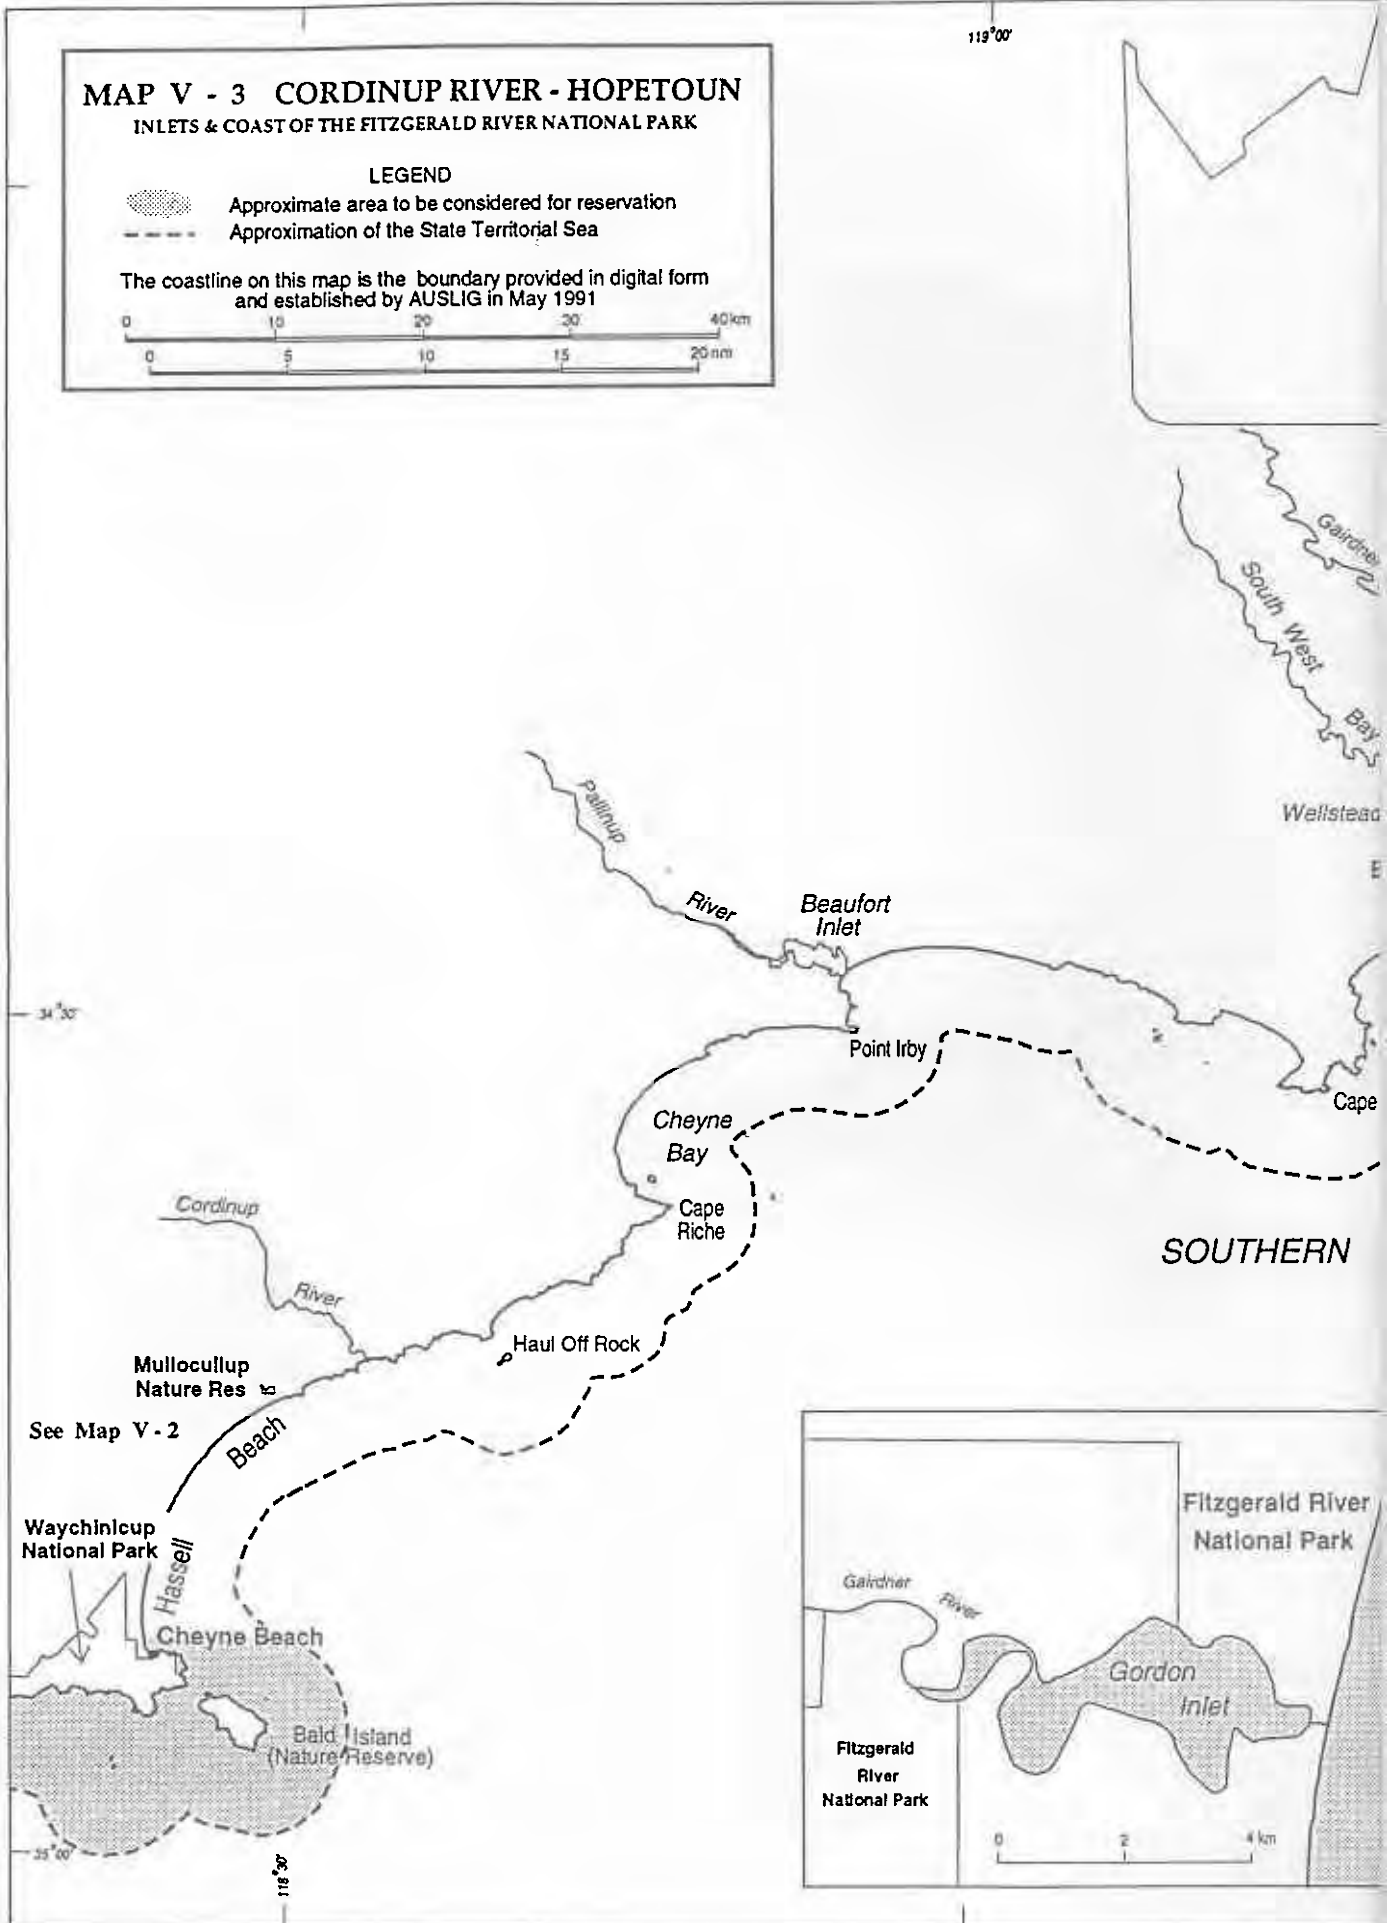 119°00'
MAP V - 3 CORDINUP RIVER - HOPETOUN
INLETS & COAST OF THE FITZGERALD RIVER NATIONAL PARK
LEGEND
Approximate area to be considered for reservation
Approximation of the State Territorial Sea
The coastline on this map is the boundary provided in digital form
and established by AUSLIG in May 1991
0 10 20 30 40 km
0 5 10 15 20 nm
Gairdner
South West
Bay
Wellstead
Pallinup
River
Beaufort
Inlet
34°30'
Point Irby
Cape
Cheyne
Bay
Cape
Riche
Cordinup
River
SOUTHERN
Haul Off Rock
Mullocullup
Nature Res
See Map V - 2
Beach
Hassell
Waychinicup
National Park
Cheyne Beach
Bald Island
(Nature Reserve)
35°00'
118°30'
Fitzgerald River
National Park
Gairdner
River
Gordon
Inlet
Fitzgerald
River
National Park
0 2 4 km